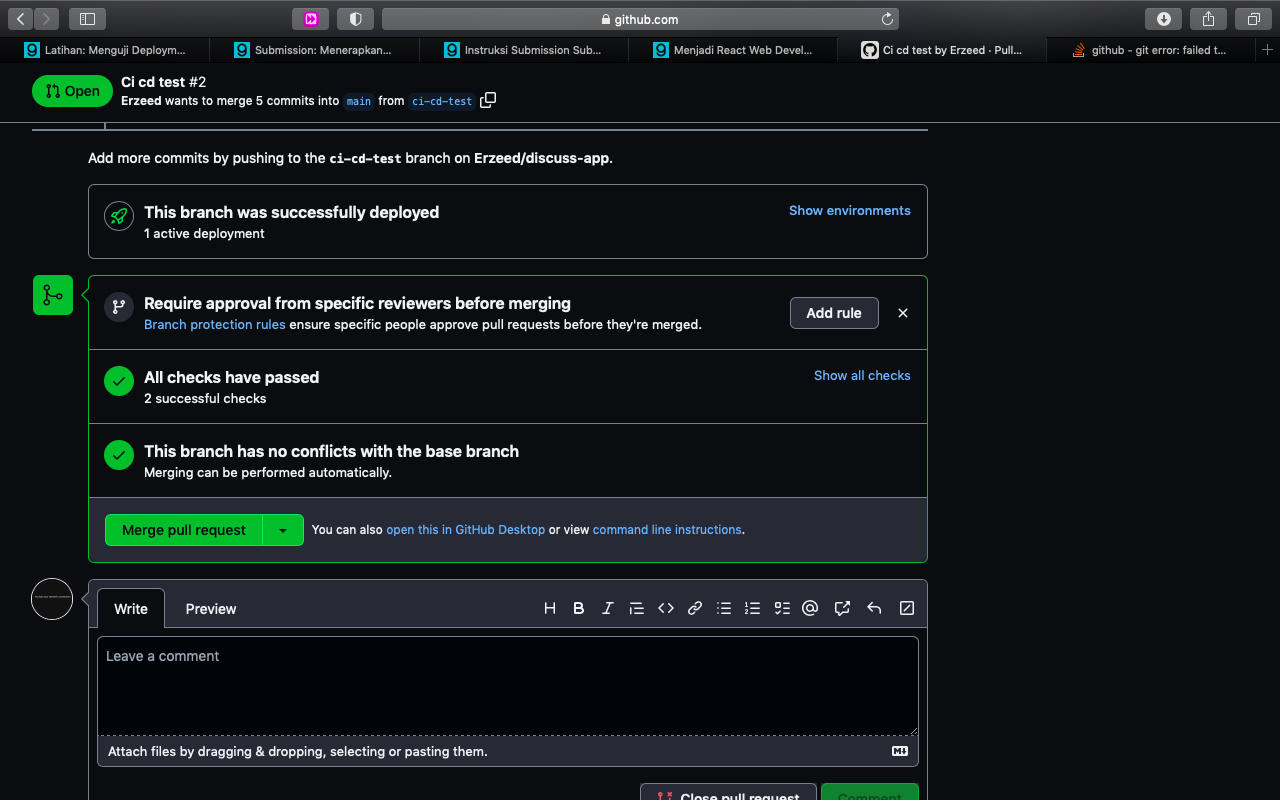 github.com
Latihan: Menguji Deploym...
Submission: Menerapkan...
Instruksi Submission Sub...
Menjadi React Web Devel...
Ci cd test by Erzeed · Pull...
github - git error: failed t...
Open
Ci cd test #2
Erzeed wants to merge 5 commits into main from ci-cd-test
Add more commits by pushing to the ci-cd-test branch on Erzeed/discuss-app.
This branch was successfully deployed
Show environments
1 active deployment
Require approval from specific reviewers before merging
Branch protection rules ensure specific people approve pull requests before they're merged.
Add rule
All checks have passed
Show all checks
2 successful checks
This branch has no conflicts with the base branch
Merging can be performed automatically.
Merge pull request
You can also open this in GitHub Desktop or view command line instructions.
Write
Preview
Leave a comment
Attach files by dragging & dropping, selecting or pasting them.
Close pull request
Comment